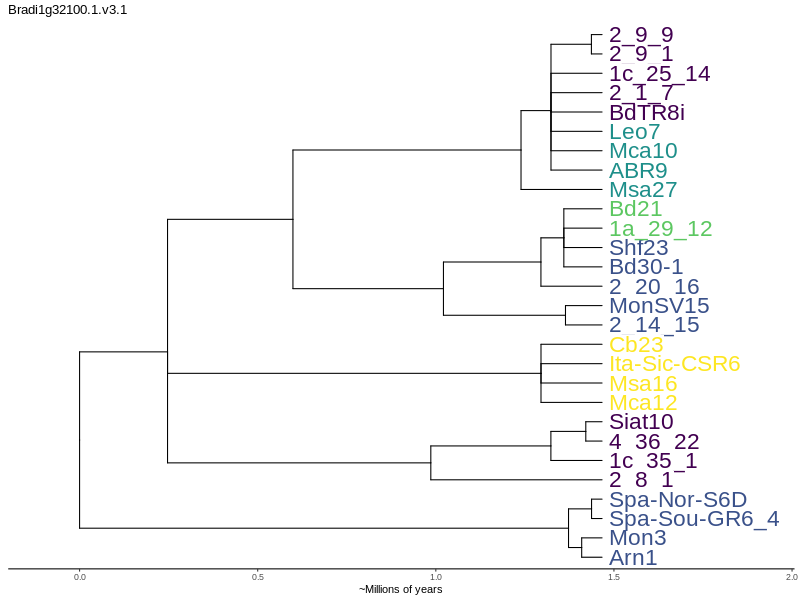 Bradi1g32100.1.v3.1
2_9_9
2_9_1
1c_25_14
2_1_7
BdTR8i
Leo7
Mca10
ABR9
Msa27
Bd21
1a_29_12
Shf23
Bd30-1
2_20_16
MonSV15
2_14_15
Cb23
Ita-Sic-CSR6
Msa16
Mca12
Siat10
4_36_22
1c_35_1
2_8_1
Spa-Nor-S6D
Spa-Sou-GR6_4
Mon3
Arn1
0.0 0.5 1.0 1.5 2.0
~Millions of years